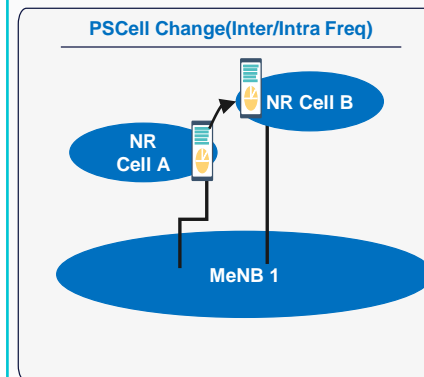 PSCell Change(Inter/Intra Freq)
NR Cell B
NR
Cell A
MeNB 1